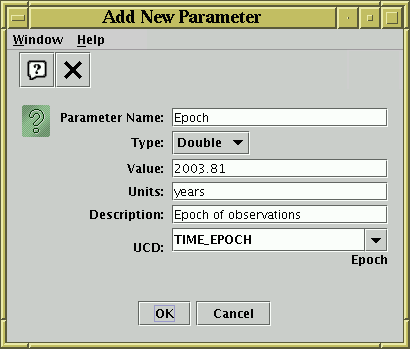 Add New Parameter
Window Help
Parameter Name: Epoch
Type: Double
Value: 2003.81
Units: years
Description: Epoch of observations
UCD: TIME_EPOCH
Epoch
OK Cancel